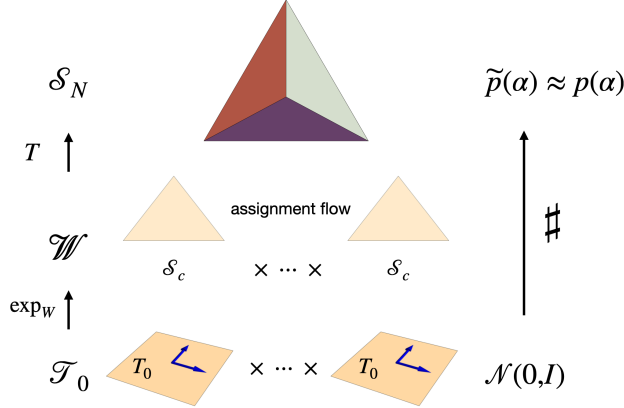 𝒮_N p̃(α) ≈ p(α)
T
assignment flow
♯
𝒲
𝒮_c × ··· × 𝒮_c
exp_W
T_0 × ··· × T_0
𝒯_0 𝒩(0,I)